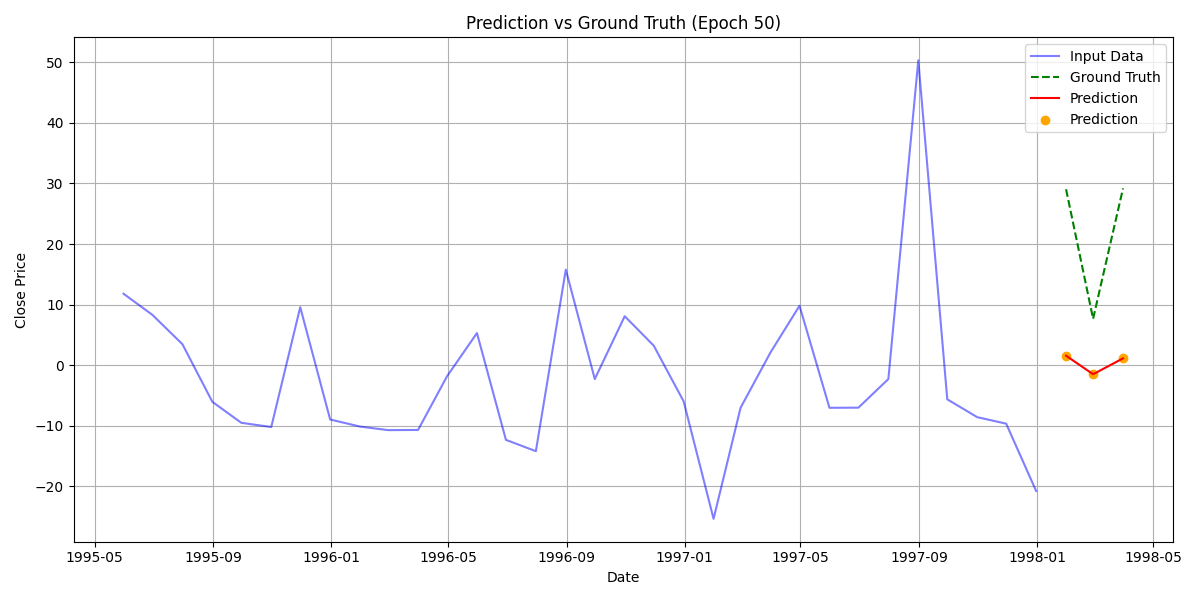 Prediction vs Ground Truth (Epoch 50)
Input Data
Ground Truth
Prediction
Prediction
Close Price
50
40
30
20
10
0
−10
−20
1995-05
1995-09
1996-01
1996-05
1996-09
1997-01
1997-05
1997-09
1998-01
1998-05
Date